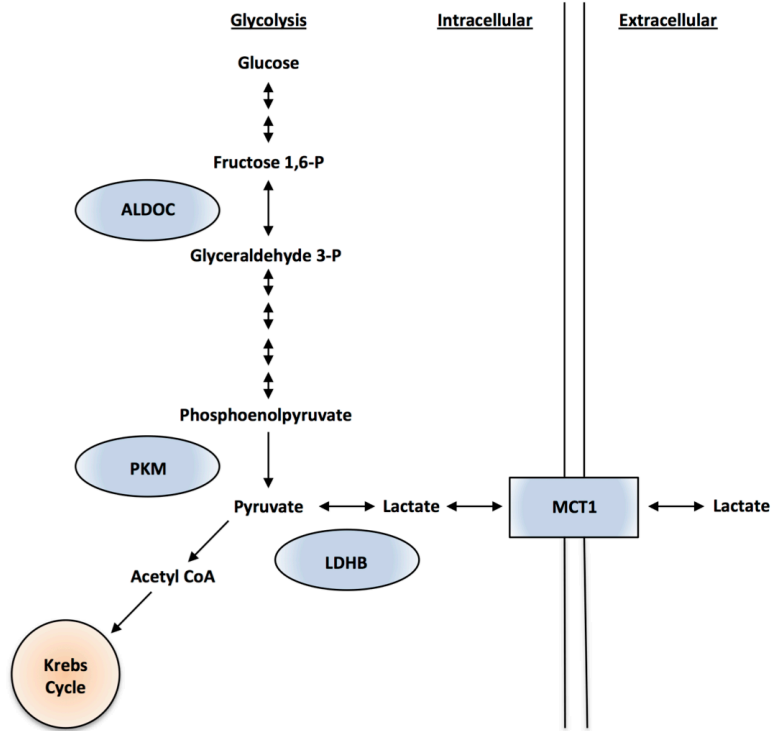 Glycolysis
Intracellular
Extracellular
Glucose
Fructose 1,6-P
ALDOC
Glyceraldehyde 3-P
Phosphoenolpyruvate
PKM
Pyruvate
Lactate
MCT1
Lactate
LDHB
Acetyl CoA
Krebs
Cycle